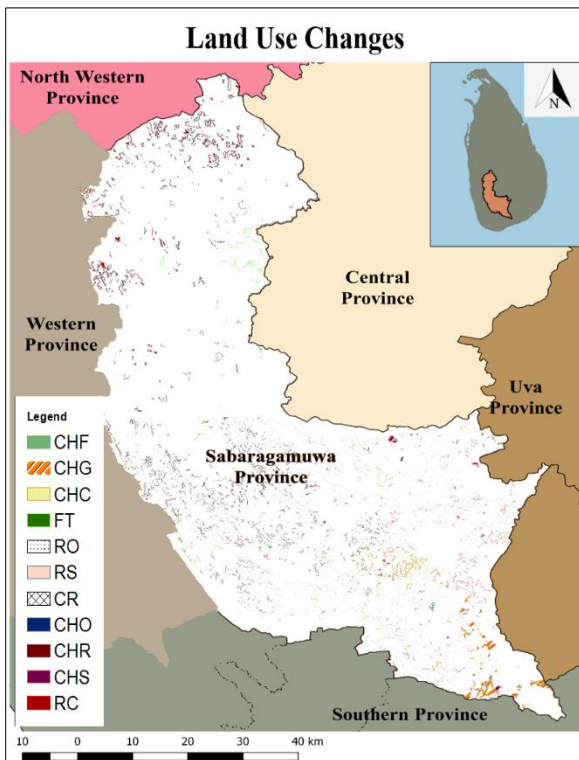 Land Use Changes
North Western
Province
N
Central
Province
Western
Province
Uva
Province
Legend
CHF
CHG
CHC
FT
RO
RS
CR
CHO
CHR
CHS
RC
Sabaragamuwa
Province
Southern Province
10 0 10 20 30 40 km